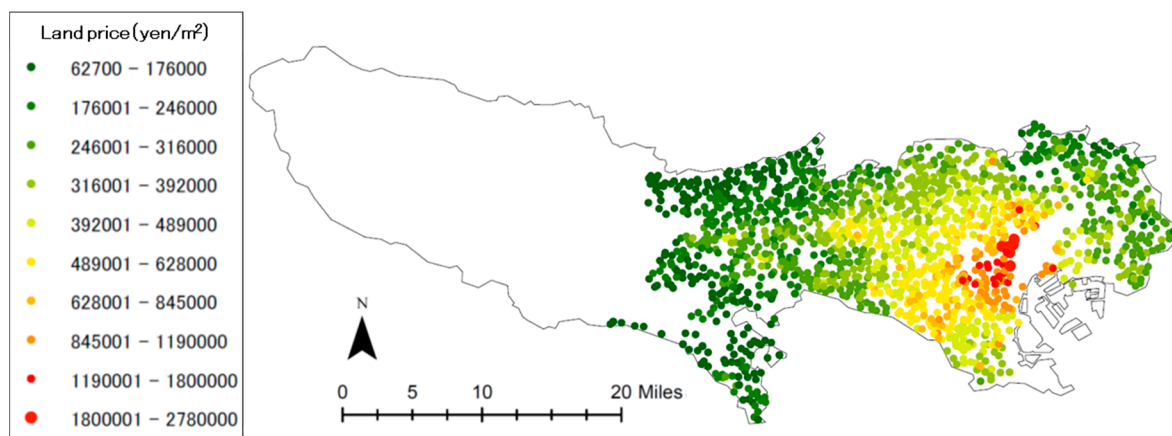 Land price(yen/m²)
62700 – 176000
176001 – 246000
246001 – 316000
316001 – 392000
392001 – 489000
489001 – 628000
628001 – 845000
845001 – 1190000
1190001 – 1800000
1800001 – 2780000
N
0 5 10 20 Miles